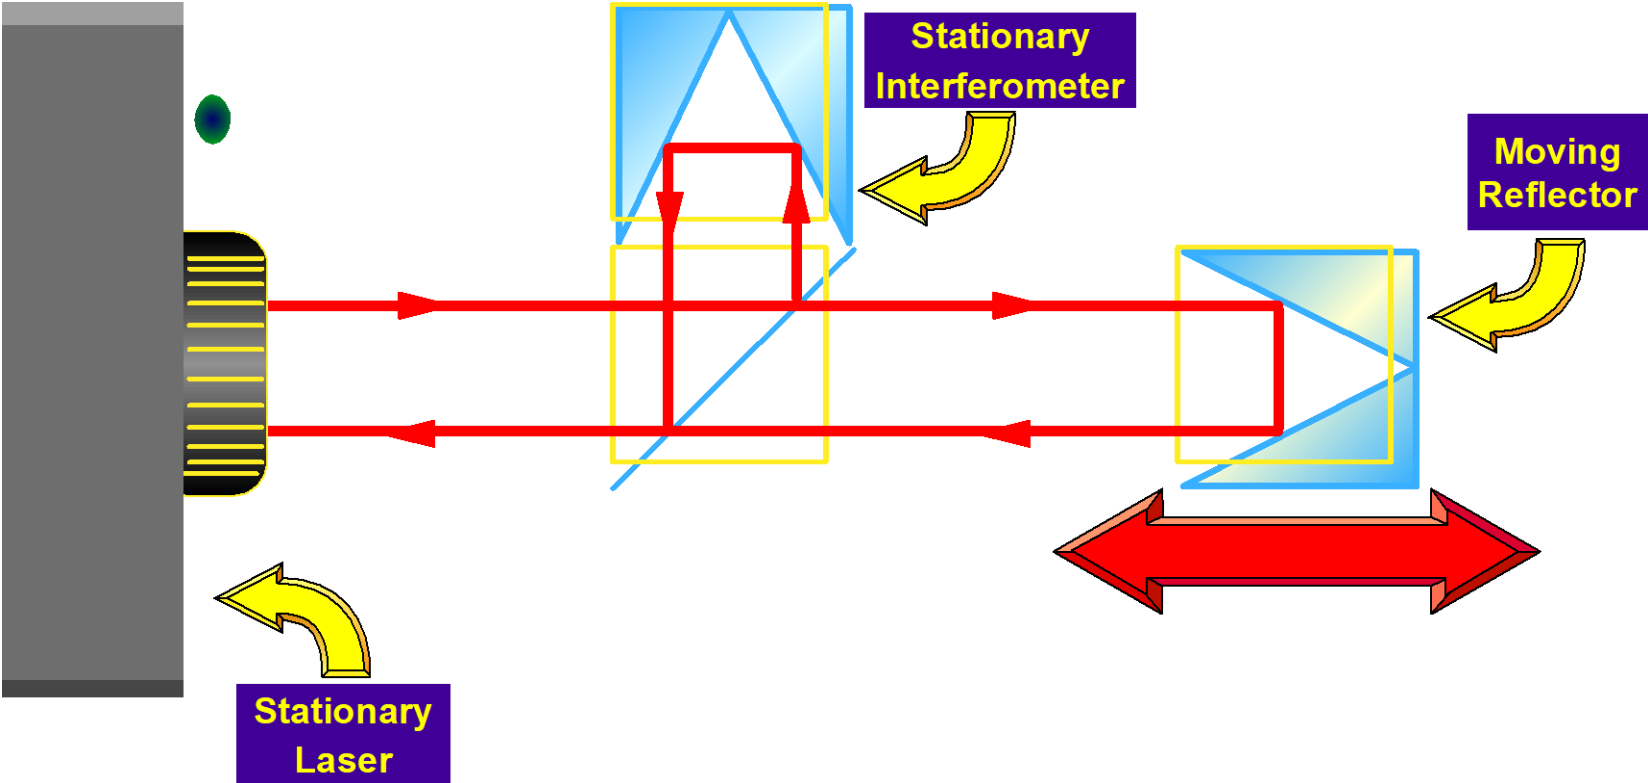 Stationary
Interferometer
Moving
Reflector
Stationary
Laser